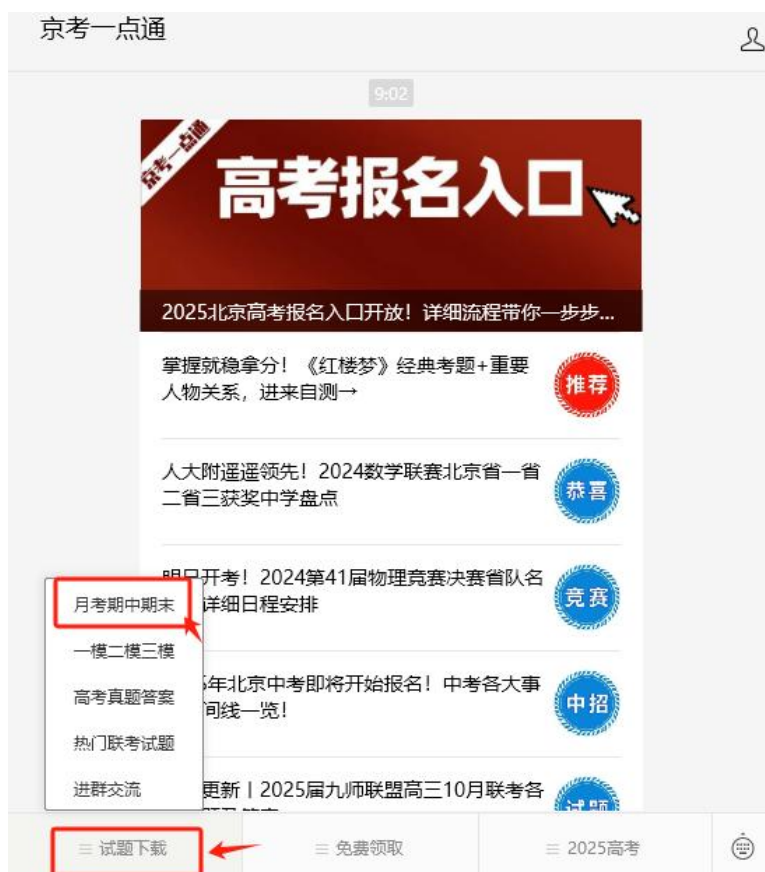 京考一点通
9:02
京考一点通
高考报名入口
2025北京高考报名入口开放！详细流程带你一步步...
掌握就稳拿分！《红楼梦》经典考题+重要
人物关系，进来自测→
推荐
人大附遥遥领先！2024数学联赛北京省一省
二省三获奖中学盘点
恭喜
明日开考！2024第41届物理竞赛决赛省队名
详细日程安排
竞赛
5年北京中考即将开始报名！中考各大事
间线一览！
中招
更新丨2025届九师联盟高三10月联考各
试题
月考期中期末
一模二模三模
高考真题答案
热门联考试题
进群交流
试题下载
免费领取
2025高考